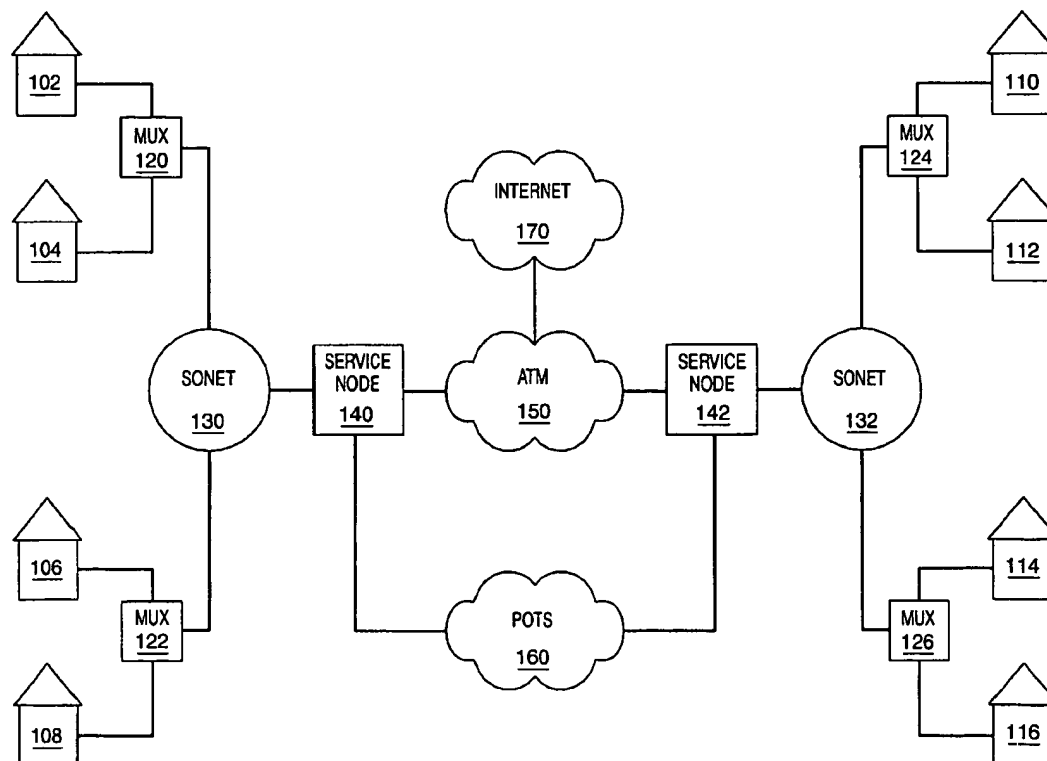 102
MUX
120
104
110
MUX
124
112
INTERNET
170
SONET
130
SERVICE
NODE
140
ATM
150
SERVICE
NODE
142
SONET
132
106
MUX
122
108
POTS
160
114
MUX
126
116